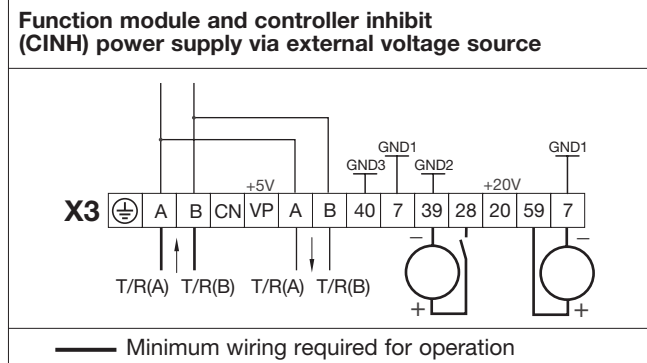 Function module and controller inhibit
(CINH) power supply via external voltage source
GND3 GND1 GND2 GND1
+5V +20V
X3 A B CN VP A B 40 7 39 28 20 59 7
− −
T/R(A) T/R(B) T/R(A) T/R(B)
+ +
Minimum wiring required for operation